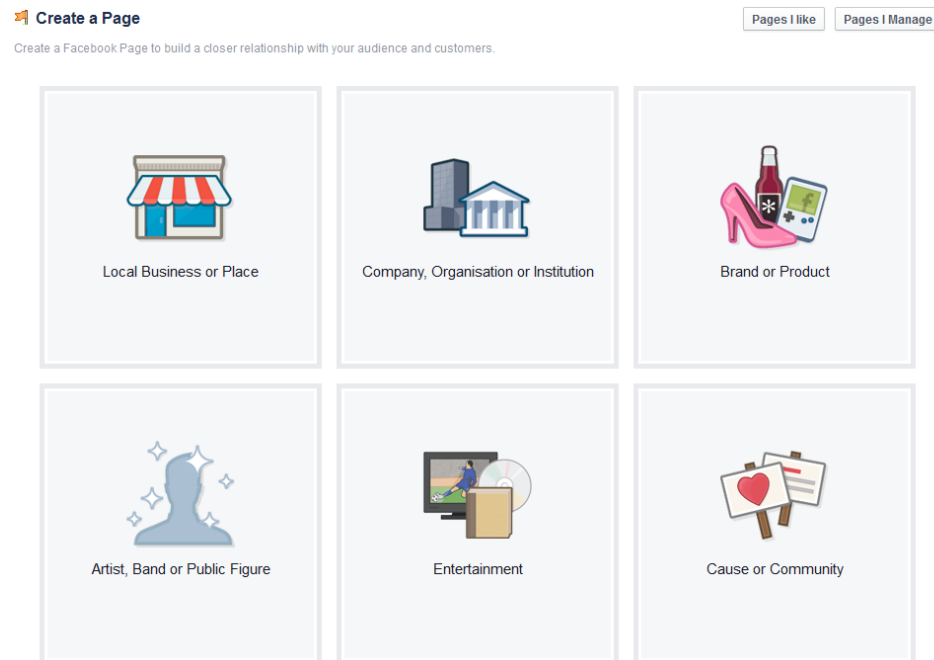 Create a Page
Pages I like
Pages I Manage
Create a Facebook Page to build a closer relationship with your audience and customers.
Local Business or Place
Company, Organisation or Institution
Brand or Product
Artist, Band or Public Figure
Entertainment
Cause or Community